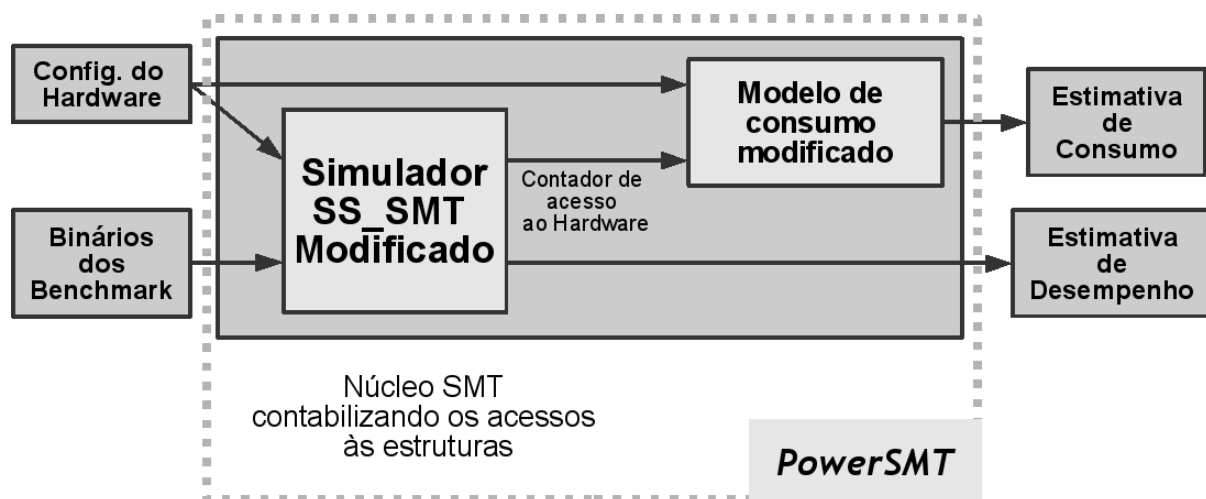 Config. do
Hardware
Binários
dos
Benchmark
Simulador
SS_SMT
Modificado
Contador de
acesso
ao Hardware
Modelo de
consumo
modificado
Estimativa
de
Consumo
Estimativa
de
Desempenho
Núcleo SMT
contabilizando os acessos
às estruturas
PowerSMT